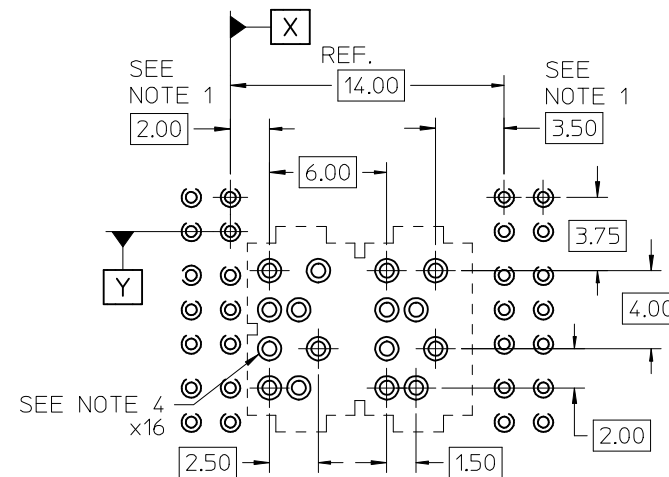 X
REF.
SEE
NOTE 1
14.00
SEE
NOTE 1
2.00
3.50
6.00
3.75
Y
4.00
SEE NOTE 4
x16
2.00
2.50
1.50